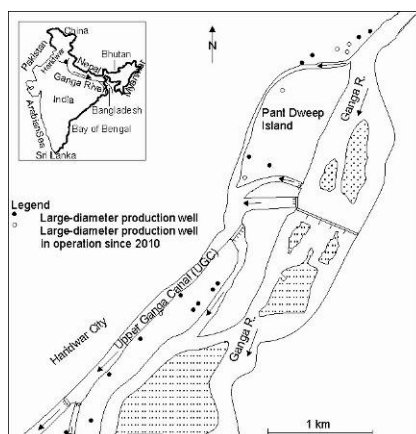 China
Pakistan
Haridwar
Nepal
Bhutan
Ganga River
Myanmar
India
Bangladesh
Arabian Sea
Bay of Bengal
Sri Lanka
N
Pant Dweep
Island
Ganga R.
Legend
Large-diameter production well
Large-diameter production well
in operation since 2010
Upper Ganga Canal (UGC)
Haridwar City
Ganga R.
1 km